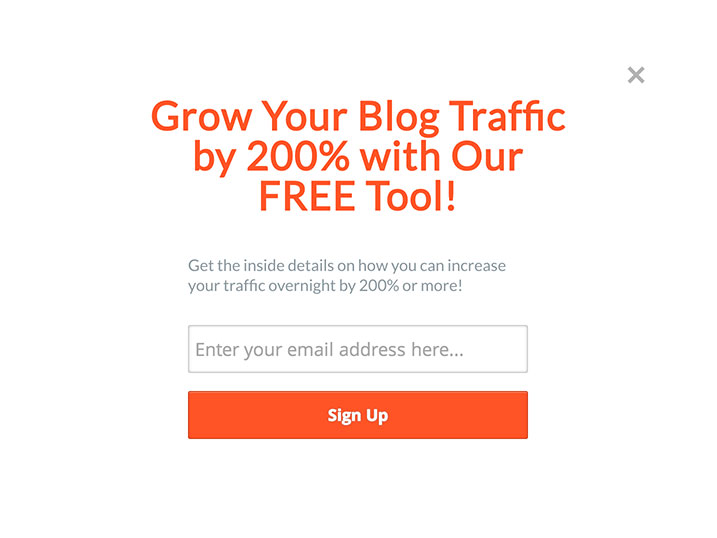 Grow Your Blog Traffic
by 200% with Our
FREE Tool!
Get the inside details on how you can increase
your traffic overnight by 200% or more!
Enter your email address here...
Sign Up